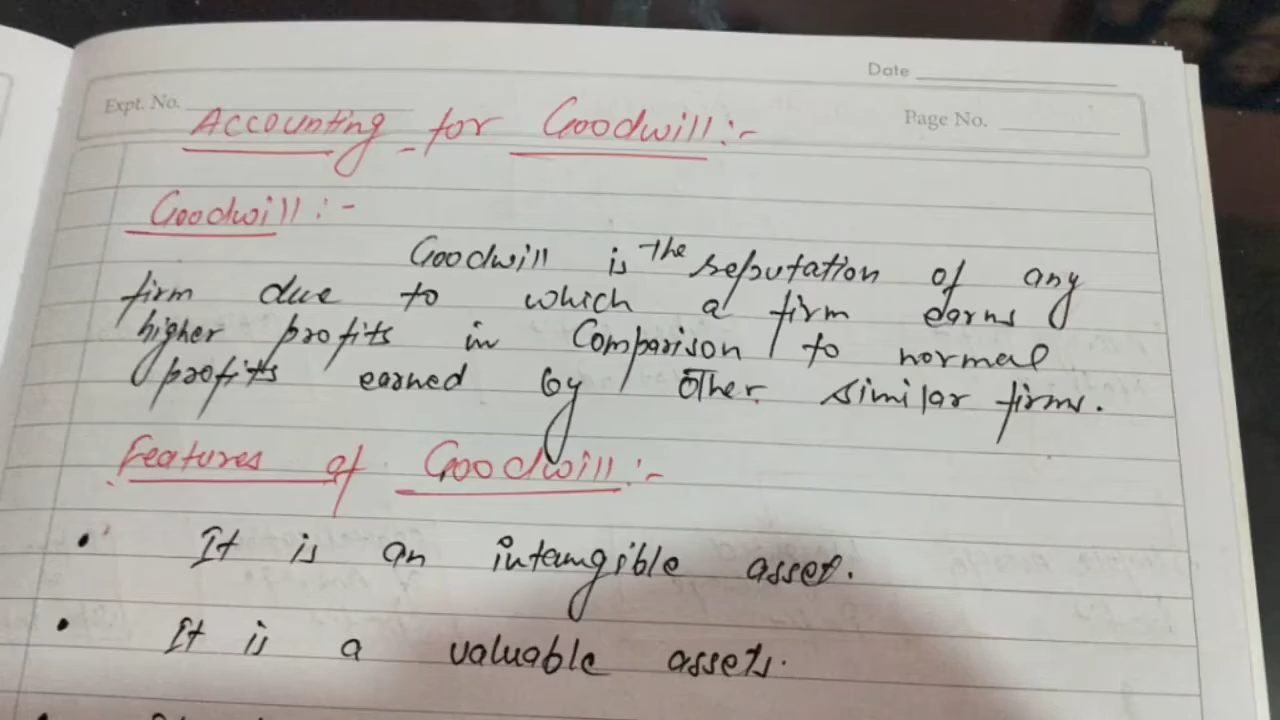 Date
Expt. No.
Page No.
Accounting for Goodwill :-
Goodwill :-
Goodwill is the reputation of any
firm due to which a firm earns
higher profits in Comparison to normal
profits earned by other similar firms.
Features of Goodwill :-
• It is an intangible asset.
• It is a valuable assets.